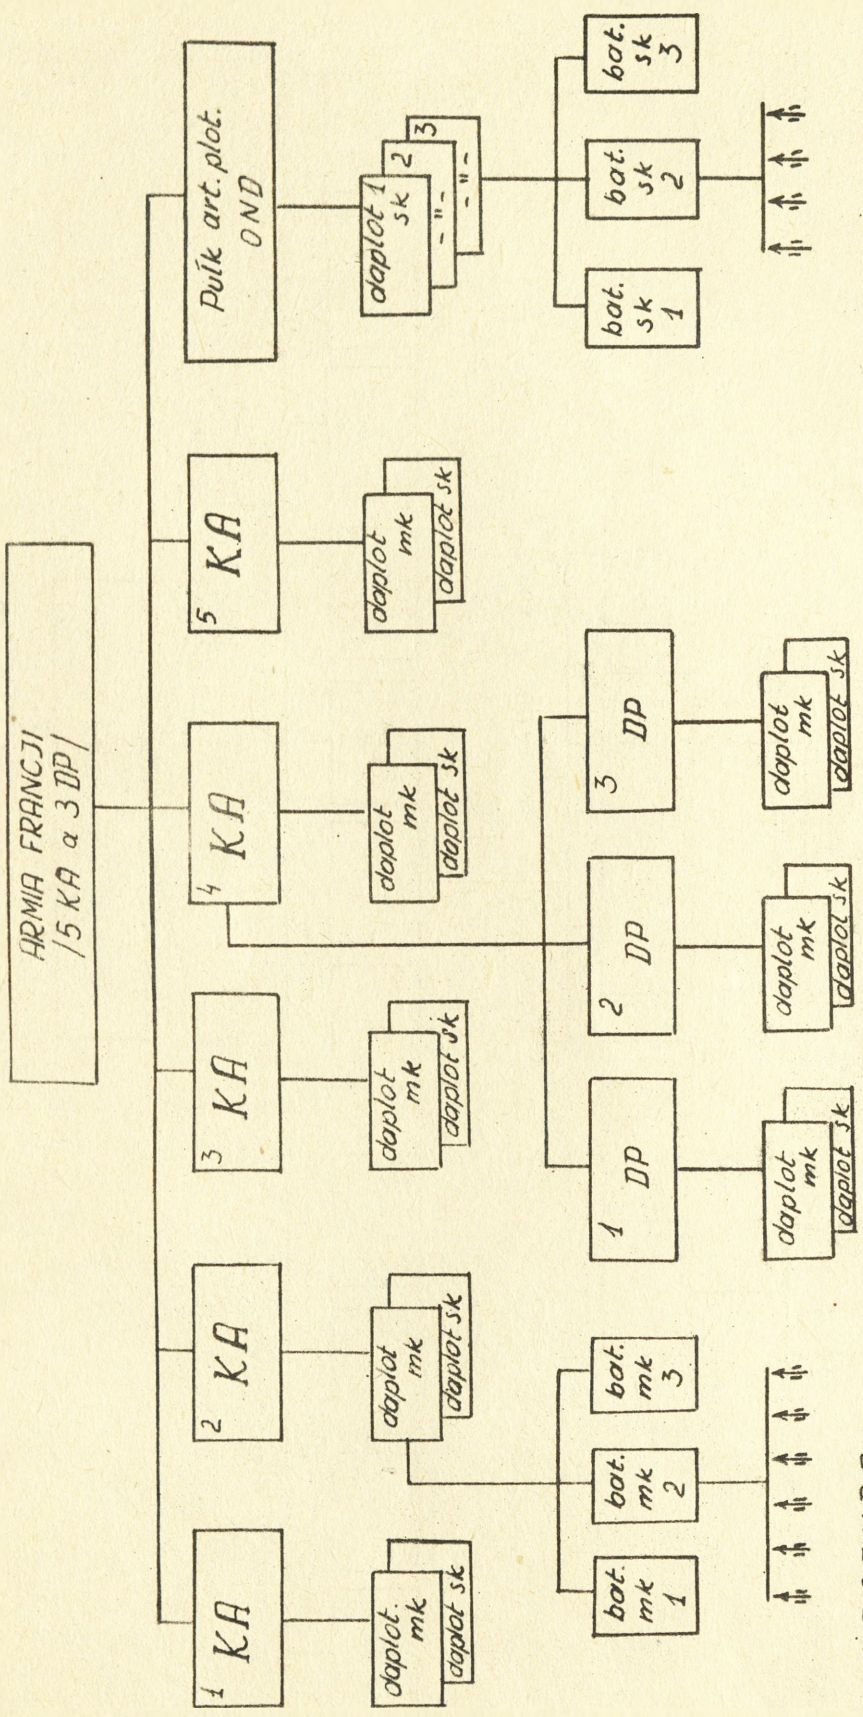 ARMIA FRANCJI
/5 KA a 3 DP/
1 KA
2 KA
3 KA
4 KA
5 KA
Pułk art. plot.
OND
daplot.
mk
daplot sk
daplot
mk
daplot sk
daplot
mk
daplot sk
daplot
mk
daplot sk
daplot
mk
daplot sk
daplot 1
sk
2
- " -
3
- " -
bat.
mk
1
bat.
mk
2
bat.
mk
3
1 DP
2 DP
3 DP
bat.
sk
1
bat.
sk
2
bat.
sk
3
daplot
mk
daplot sk
daplot
mk
daplot sk
daplot
mk
daplot sk